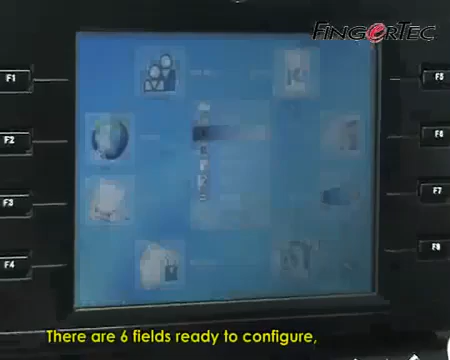 FINGERTEC
F1
F5
F2
F6
F3
F7
F4
F8
There are 6 fields ready to configure,